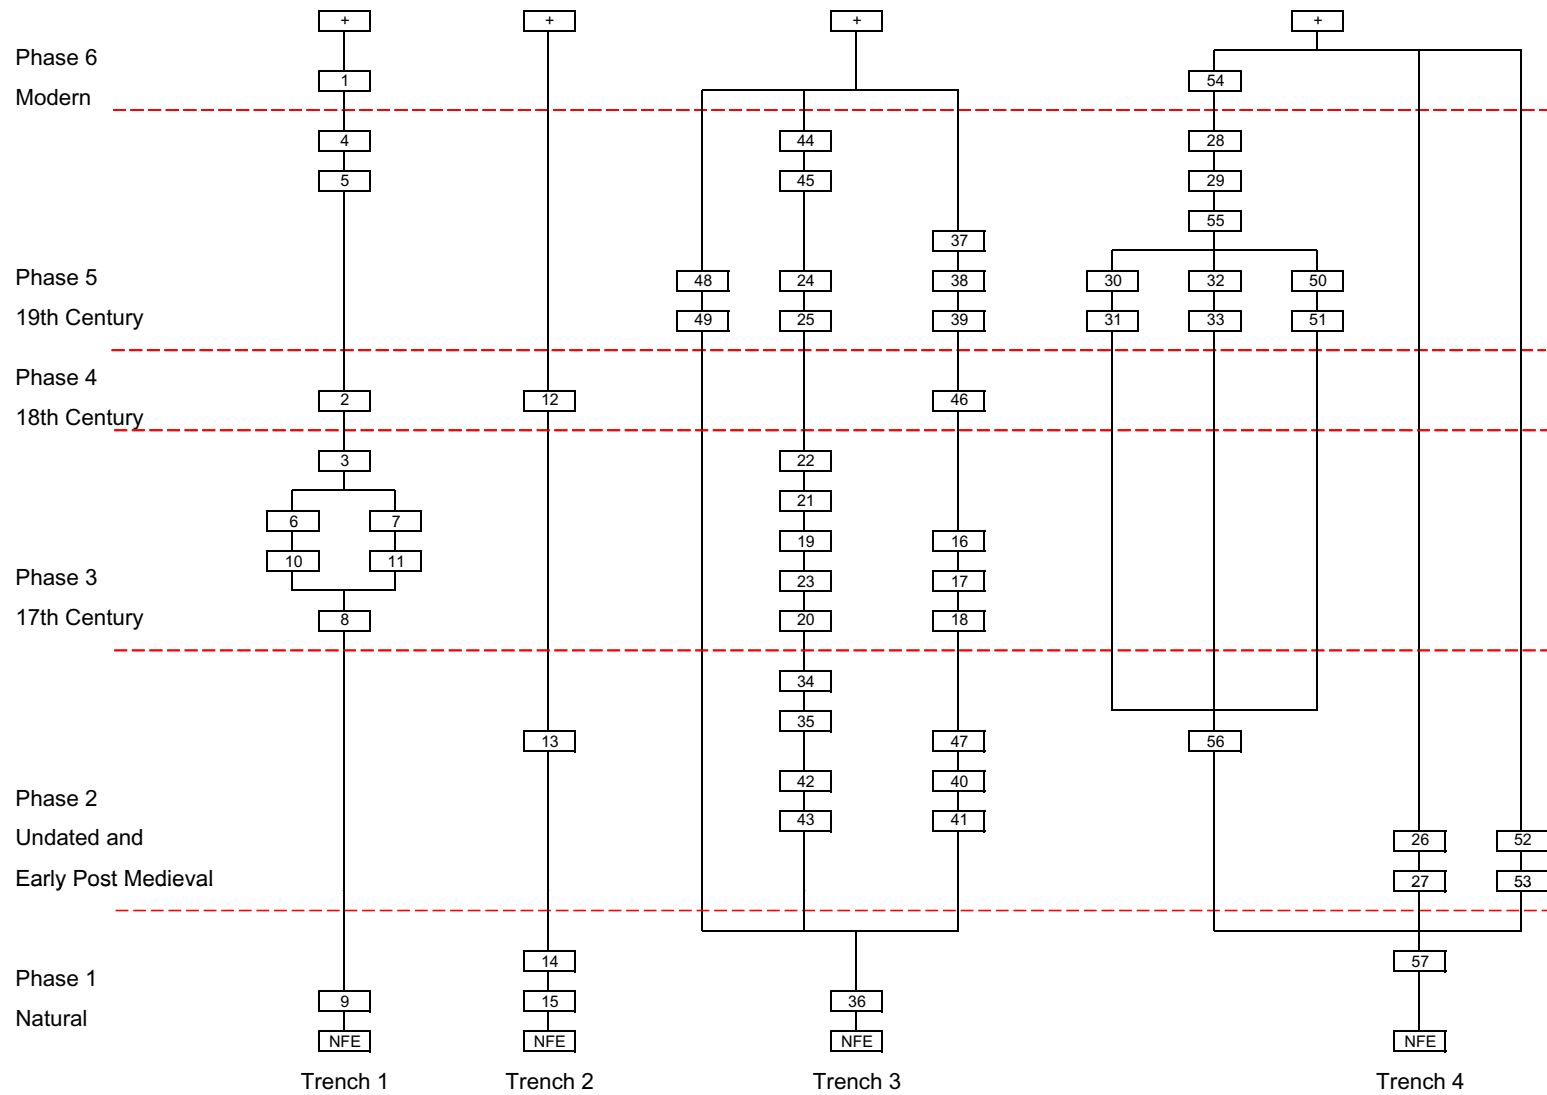 + + + +
Phase 6
1 54
Modern
4 44 28
5 45 29
55
37
Phase 5
48 24 38 30 32 50
19th Century
49 25 39 31 33 51
Phase 4
2 12 46
18th Century
3 22
21
6 7
19 16
10 11
Phase 3
23 17
17th Century
8 20 18
34
35
13 47 56
42 40
Phase 2
43 41
Undated and
26 52
Early Post Medieval
27 53
14 57
Phase 1
9 15 36
Natural
NFE NFE NFE NFE
Trench 1 Trench 2 Trench 3 Trench 4